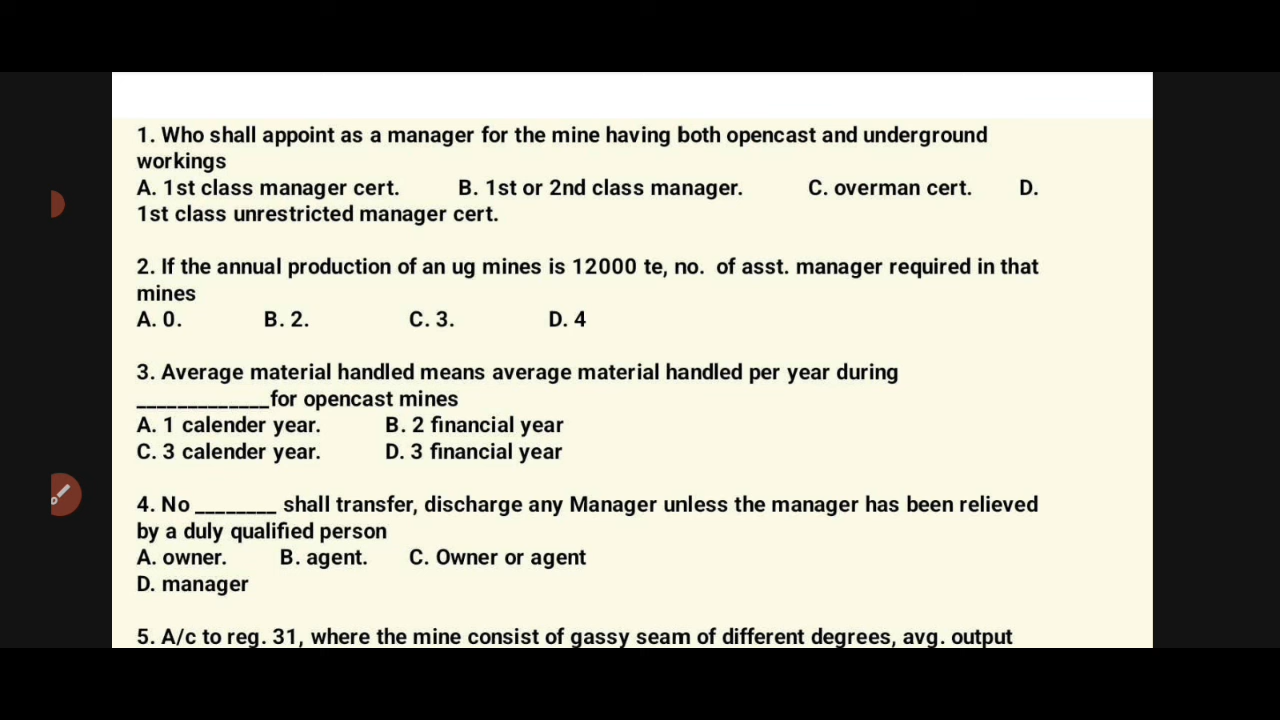 1. Who shall appoint as a manager for the mine having both opencast and underground
workings
A. 1st class manager cert. B. 1st or 2nd class manager. C. overman cert. D.
1st class unrestricted manager cert.
2. If the annual production of an ug mines is 12000 te, no. of asst. manager required in that
mines
A. 0. B. 2. C. 3. D. 4
3. Average material handled means average material handled per year during
_____________for opencast mines
A. 1 calender year. B. 2 financial year
C. 3 calender year. D. 3 financial year
4. No ________ shall transfer, discharge any Manager unless the manager has been relieved
by a duly qualified person
A. owner. B. agent. C. Owner or agent
D. manager
5. A/c to reg. 31, where the mine consist of gassy seam of different degrees, avg. output